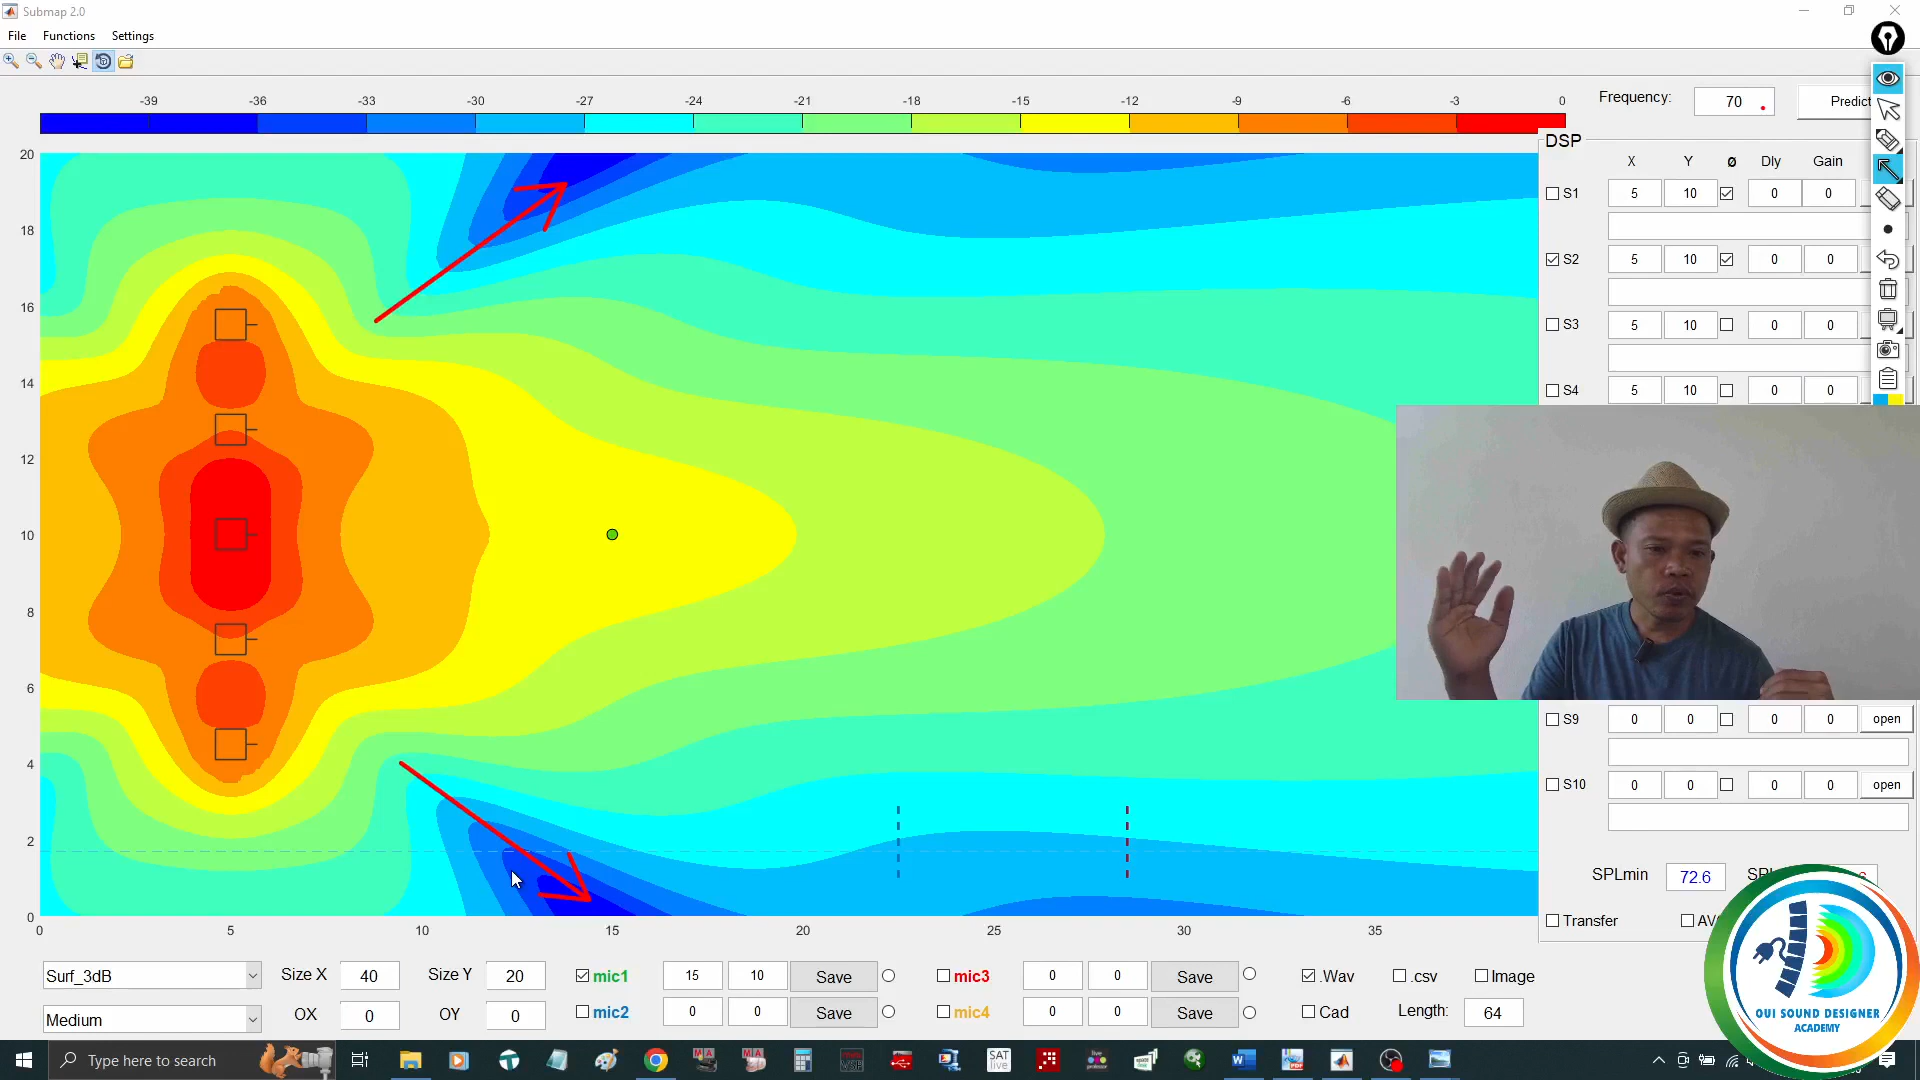 Submap 2.0
File Functions Settings
-39 -36 -33 -30 -27 -24 -21 -18 -15 -12 -9 -6 -3 0
Frequency: 70 Predict
DSP
X Y ø Dly Gain
S1 5 10 0 0
S2 5 10 0 0
S3 5 10 0 0
S4 5 10 0 0
S9 0 0 0 0 open
S10 0 0 0 0 open
SPLmin 72.6
Transfer
20
18
16
14
12
10
8
6
4
2
0
0 5 10 15 20 25 30 35
Surf_3dB Size X 40 Size Y 20 mic1 15 10 Save mic3 0 0 Save .Wav .csv Image
Medium OX 0 OY 0 mic2 0 0 Save mic4 0 0 Save Cad Length: 64
OUI SOUND DESIGNER
ACADEMY
Type here to search
SAT
live